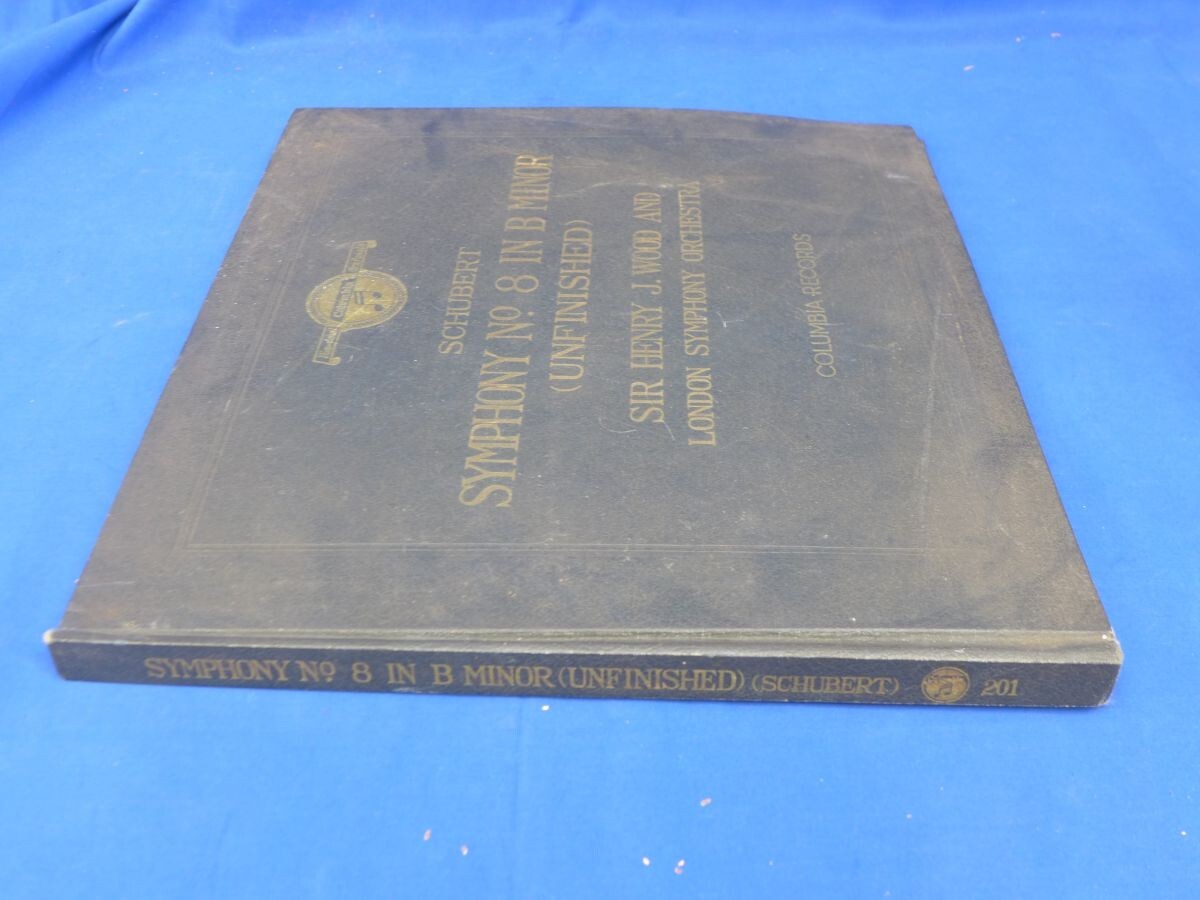 SCHUBERT
SYMPHONY Nº 8 IN B MINOR
(UNFINISHED)
SIR HENRY J. WOOD AND
LONDON SYMPHONY ORCHESTRA
COLUMBIA RECORDS
SYMPHONY Nº 8 IN B MINOR (UNFINISHED) (SCHUBERT) 201